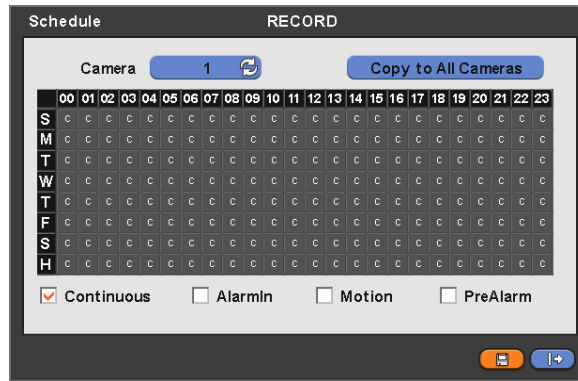 Schedule RECORD
Camera 1 Copy to All Cameras
00 01 02 03 04 05 06 07 08 09 10 11 12 13 14 15 16 17 18 19 20 21 22 23
S C C C C C C C C C C C C C C C C C C C C C C C C
M C C C C C C C C C C C C C C C C C C C C C C C C
T C C C C C C C C C C C C C C C C C C C C C C C C
W C C C C C C C C C C C C C C C C C C C C C C C C
T C C C C C C C C C C C C C C C C C C C C C C C C
F C C C C C C C C C C C C C C C C C C C C C C C C
S C C C C C C C C C C C C C C C C C C C C C C C C
H C C C C C C C C C C C C C C C C C C C C C C C C
Continuous AlarmIn Motion PreAlarm